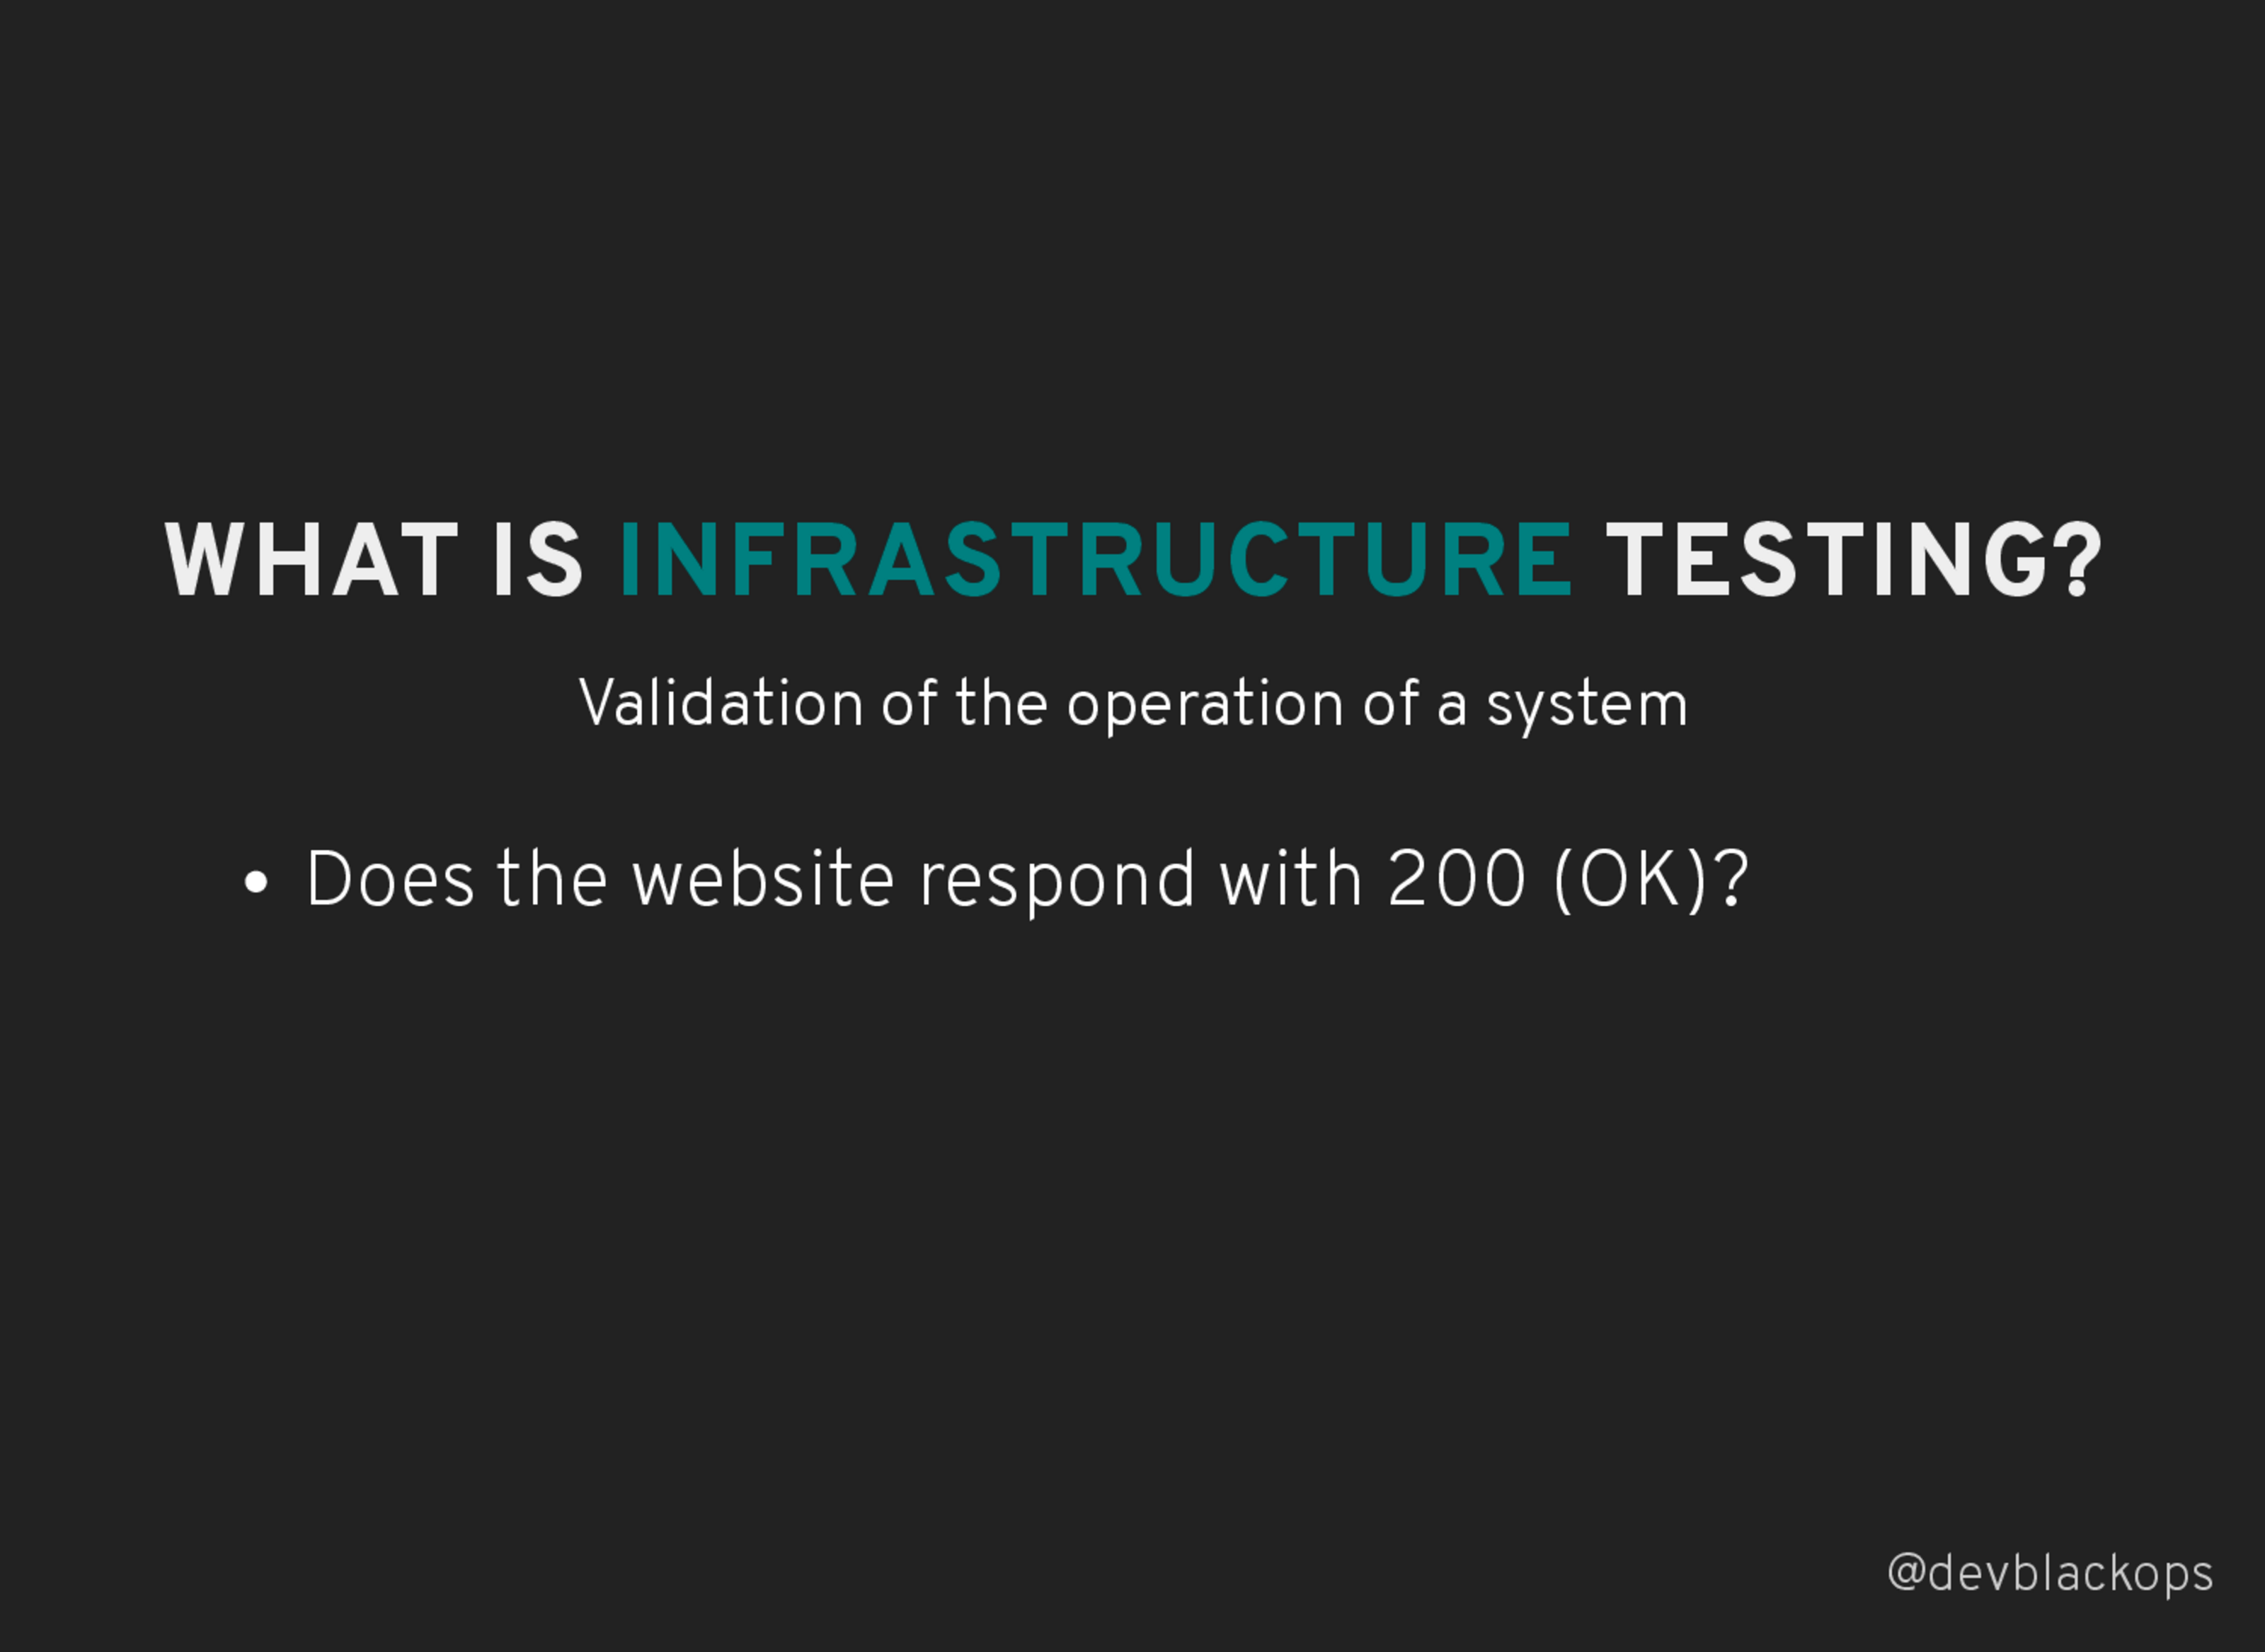 WHAT IS INFRASTRUCTURE TESTING?
Validation of the operation of a system
• Does the website respond with 200 (OK)?
@devblackops